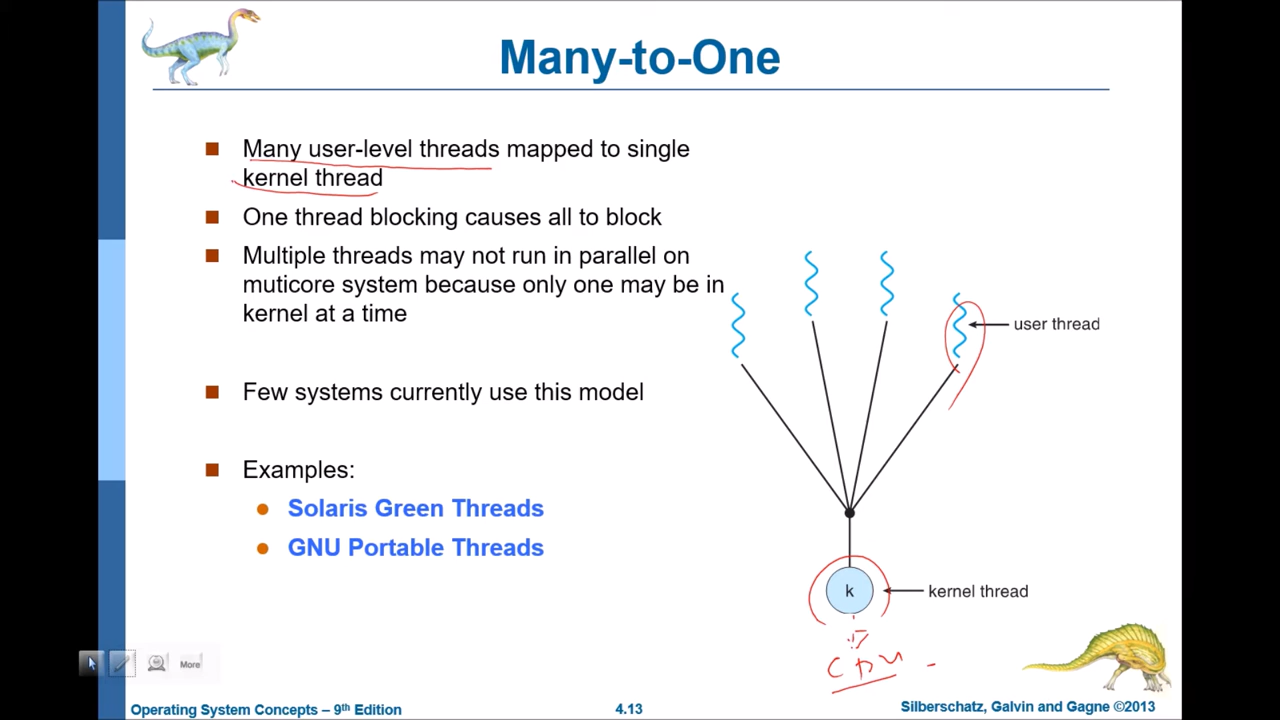 Many-to-One
Many user-level threads mapped to single
kernel thread
One thread blocking causes all to block
Multiple threads may not run in parallel on
muticore system because only one may be in
kernel at a time
user thread
Few systems currently use this model
Examples:
Solaris Green Threads
GNU Portable Threads
k
kernel thread
CPU
More
Operating System Concepts – 9th Edition
4.13
Silberschatz, Galvin and Gagne ©2013